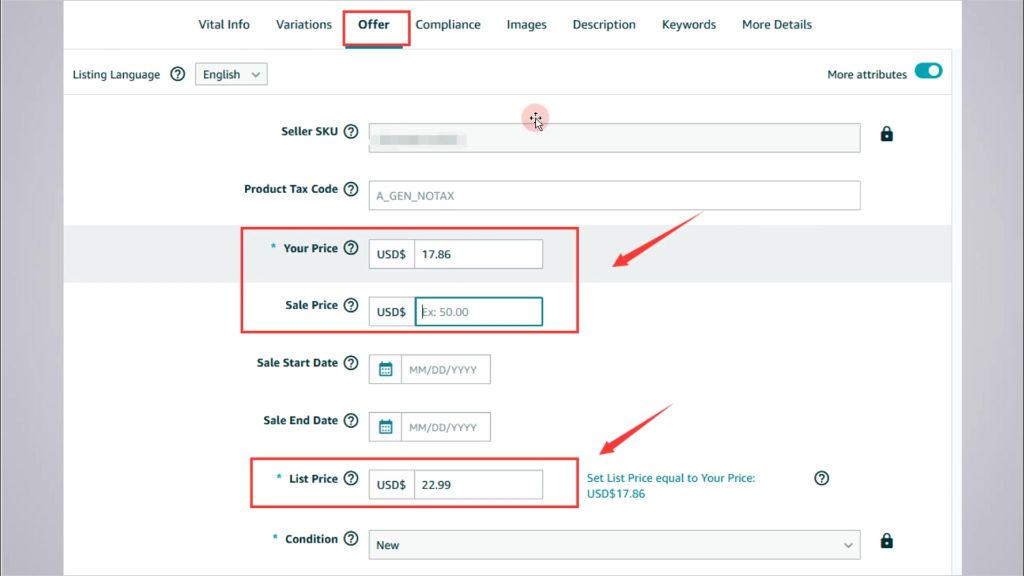 Vital Info Variations Offer Compliance Images Description Keywords More Details
Listing Language ? English More attributes
Seller SKU ?
Product Tax Code ? A_GEN_NOTAX
* Your Price ? USD$ 17.86
Sale Price ? USD$ Ex: 50.00
Sale Start Date ? MM/DD/YYYY
Sale End Date ? MM/DD/YYYY
* List Price ? USD$ 22.99 Set List Price equal to Your Price: ?
USD$17.86
* Condition ? New